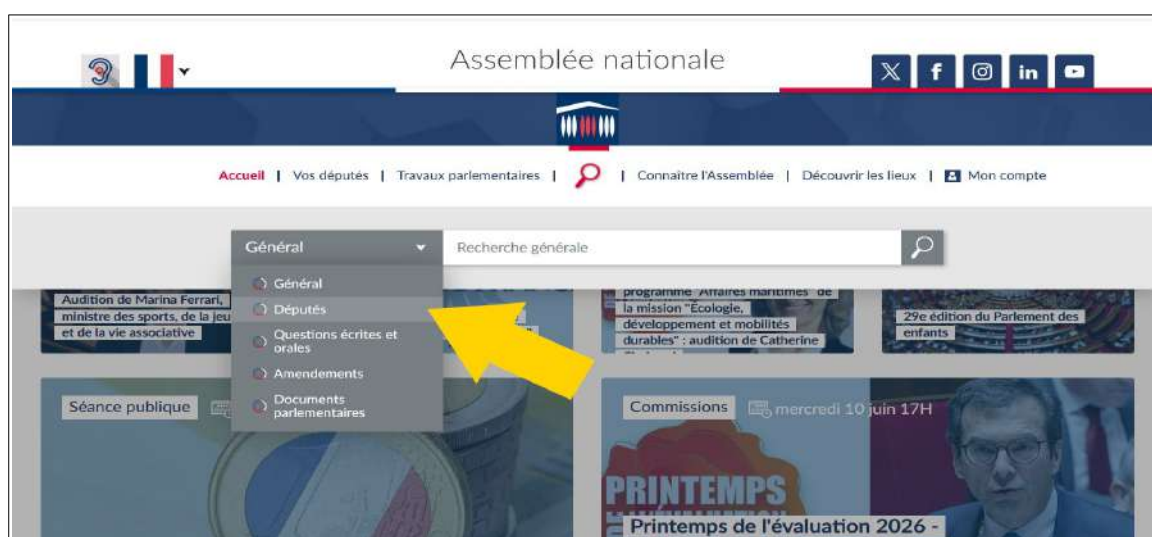 Assemblée nationale
Accueil | Vos députés | Travaux parlementaires | | Connaître l'Assemblée | Découvrir les lieux | Mon compte
Général
Recherche générale
Général
Députés
Questions écrites et
orales
Amendements
Documents
parlementaires
Audition de Marina Ferrari,
ministre des sports, de la jeu
et de la vie associative
programme "Affaires maritimes" de
la mission "Écologie,
développement et mobilités
durables" : audition de Catherine
29e édition du Parlement des
enfants
Séance publique
Commissions
mercredi 10 juin 17H
PRINTEMPS
Printemps de l'évaluation 2026 -